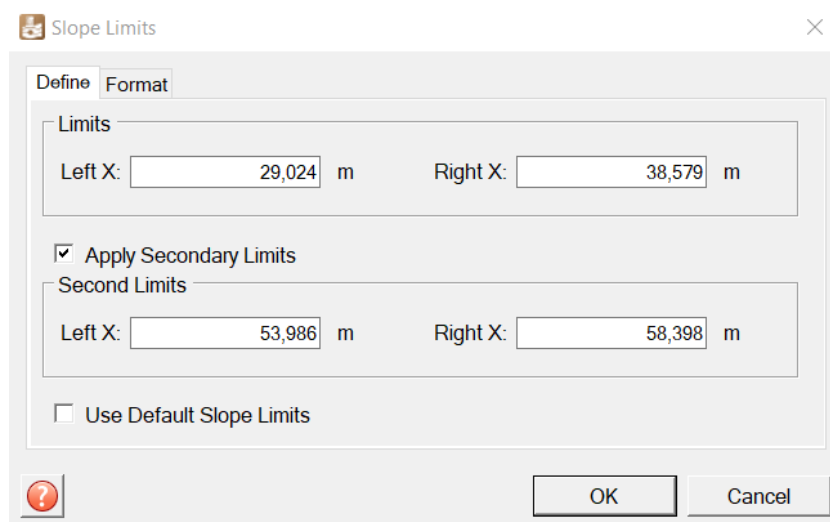 Slope Limits
Define Format
Limits
Left X: 29,024 m Right X: 38,579 m
Apply Secondary Limits
Second Limits
Left X: 53,986 m Right X: 58,398 m
Use Default Slope Limits
? OK Cancel